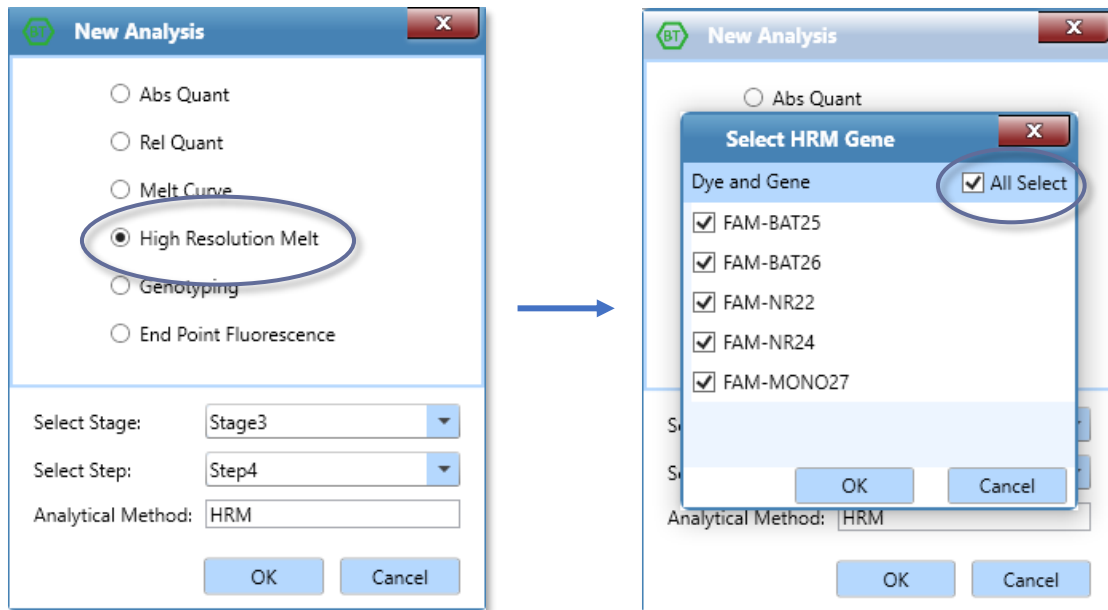 BT New Analysis X
Abs Quant
Rel Quant
Melt Curve
High Resolution Melt
Genotyping
End Point Fluorescence
Select Stage: Stage3
Select Step: Step4
Analytical Method: HRM
OK Cancel
BT New Analysis X
Abs Quant
Select HRM Gene X
Dye and Gene All Select
FAM-BAT25
FAM-BAT26
FAM-NR22
FAM-NR24
FAM-MONO27
OK Cancel
Analytical Method: HRM
OK Cancel